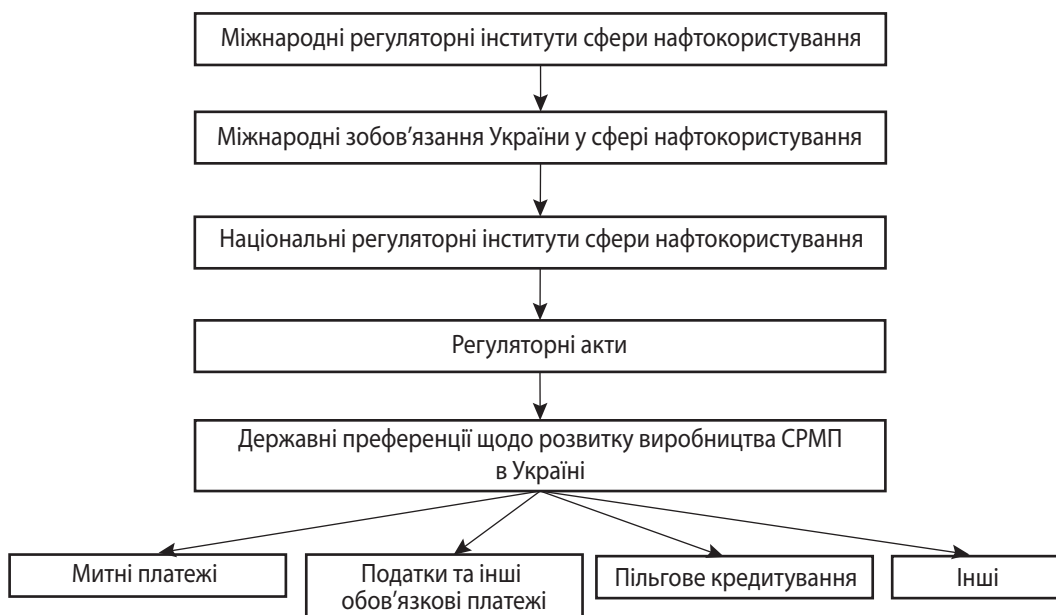 Міжнародні регуляторні інститути сфери нафтокористування
Міжнародні зобов'язання України у сфері нафтокористування
Національні регуляторні інститути сфери нафтокористування
Регуляторні акти
Державні преференції щодо розвитку виробництва СРМП
в Україні
Митні платежі
Податки та інші
обов'язкові платежі
Пільгове кредитування
Інші